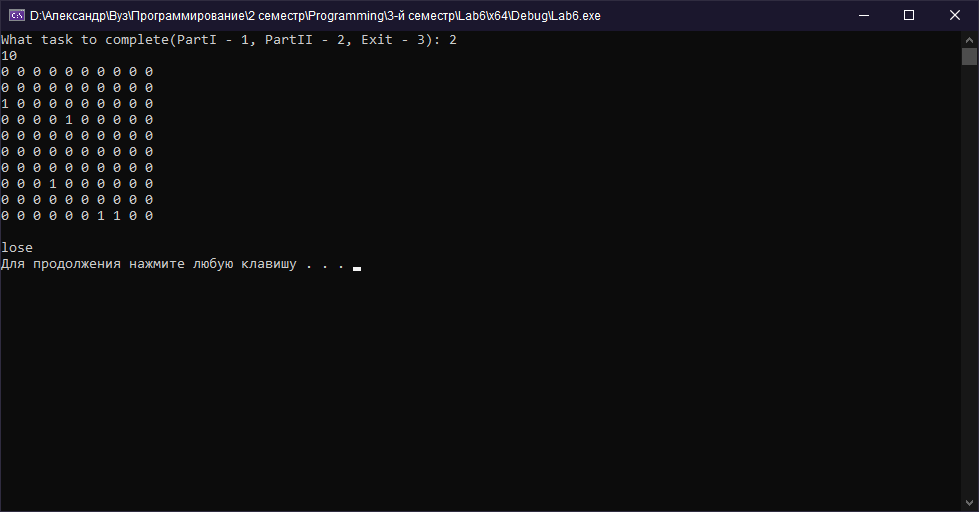 D:\Александр\Вуз\Программирование\2 семестр\Programming\3-й семестр\Lab6\x64\Debug\Lab6.exe
What task to complete(PartI - 1, PartII - 2, Exit - 3): 2
10
0 0 0 0 0 0 0 0 0 0
0 0 0 0 0 0 0 0 0 0
1 0 0 0 0 0 0 0 0 0
0 0 0 0 1 0 0 0 0 0
0 0 0 0 0 0 0 0 0 0
0 0 0 0 0 0 0 0 0 0
0 0 0 0 0 0 0 0 0 0
0 0 0 1 0 0 0 0 0 0
0 0 0 0 0 0 0 0 0 0
0 0 0 0 0 0 1 1 0 0
lose
Для продолжения нажмите любую клавишу . . .